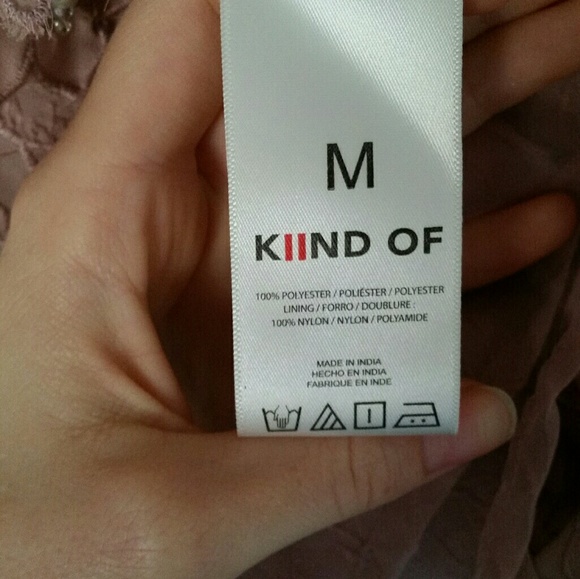 M
KIIND OF
100% POLYESTER / POLIÉSTER / POLYESTER
LINING / FORRO / DOUBLURE :
100% NYLON / NYLON / POLYAMIDE
MADE IN INDIA
HECHO EN INDIA
FABRIQUE EN INDE